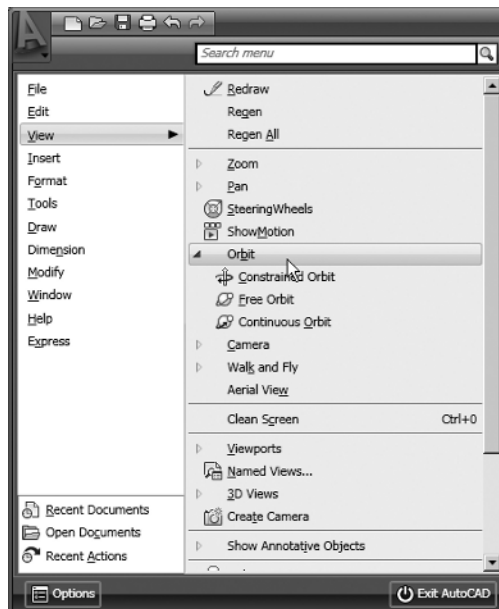 Search menu
File
Edit
View
Insert
Format
Tools
Draw
Dimension
Modify
Window
Help
Express
Recent Documents
Open Documents
Recent Actions
Redraw
Regen
Regen All
Zoom
Pan
SteeringWheels
ShowMotion
Orbit
Constrained Orbit
Free Orbit
Continuous Orbit
Camera
Walk and Fly
Aerial View
Clean Screen Ctrl+0
Viewports
Named Views...
3D Views
Create Camera
Show Annotative Objects
Options
Exit AutoCAD